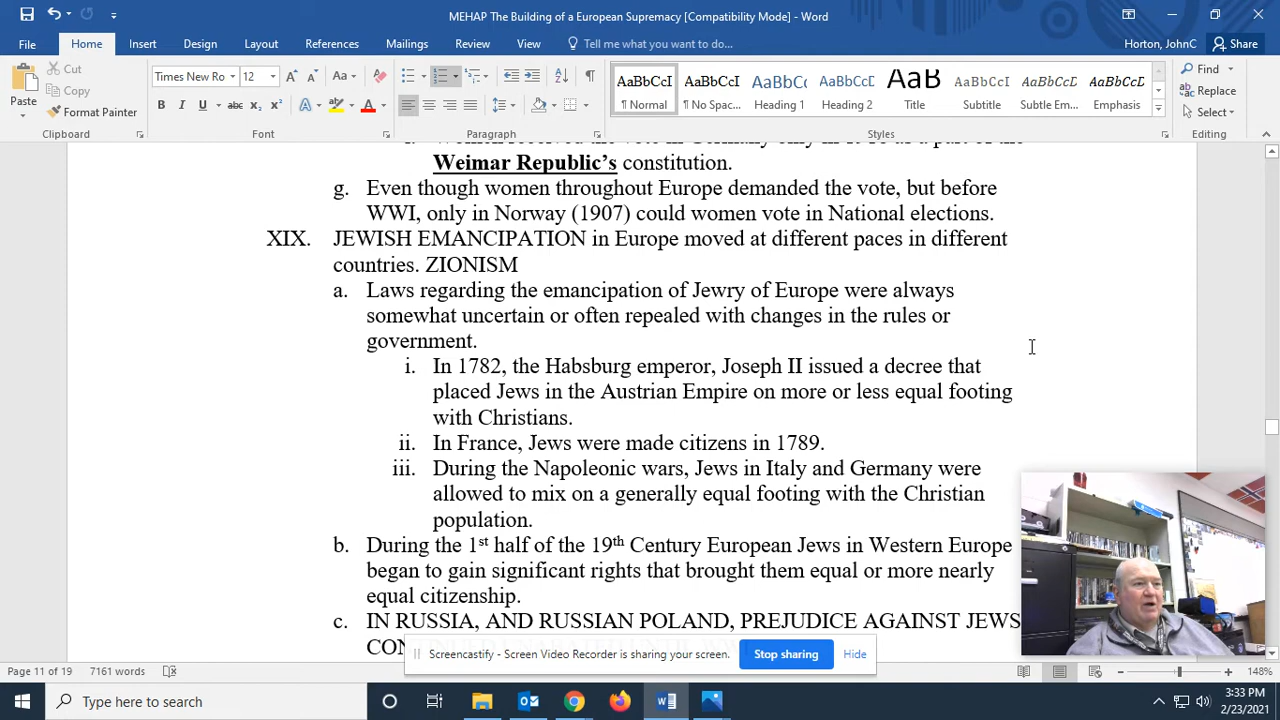 MEHAP The Building of a European Supremacy [Compatibility Mode] - Word
File Home Insert Design Layout References Mailings Review View Tell me what you want to do... Horton, JohnC Share
Paste
Cut
Copy
Format Painter
Clipboard
Times New Ro 12
Font
Paragraph
AaBbCcI AaBbCcI AaBbCc AaBbCcI AaB AaBbCcI AaBbCcI AaBbCcI
¶ Normal ¶ No Spac... Heading 1 Heading 2 Title Subtitle Subtle Em... Emphasis
Styles
Find
Replace
Select
Editing
Weimar Republic's constitution.
g. Even though women throughout Europe demanded the vote, but before
WWI, only in Norway (1907) could women vote in National elections.
XIX. JEWISH EMANCIPATION in Europe moved at different paces in different
countries. ZIONISM
a. Laws regarding the emancipation of Jewry of Europe were always
somewhat uncertain or often repealed with changes in the rules or
government.
i. In 1782, the Habsburg emperor, Joseph II issued a decree that
placed Jews in the Austrian Empire on more or less equal footing
with Christians.
ii. In France, Jews were made citizens in 1789.
iii. During the Napoleonic wars, Jews in Italy and Germany were
allowed to mix on a generally equal footing with the Christian
population.
b. During the 1st half of the 19th Century European Jews in Western Europe
began to gain significant rights that brought them equal or more nearly
equal citizenship.
c. IN RUSSIA, AND RUSSIAN POLAND, PREJUDICE AGAINST JEWS
Screencastify - Screen Video Recorder is sharing your screen. Stop sharing Hide
Page 11 of 19 7161 words 148%
Type here to search
3:33 PM
2/23/2021